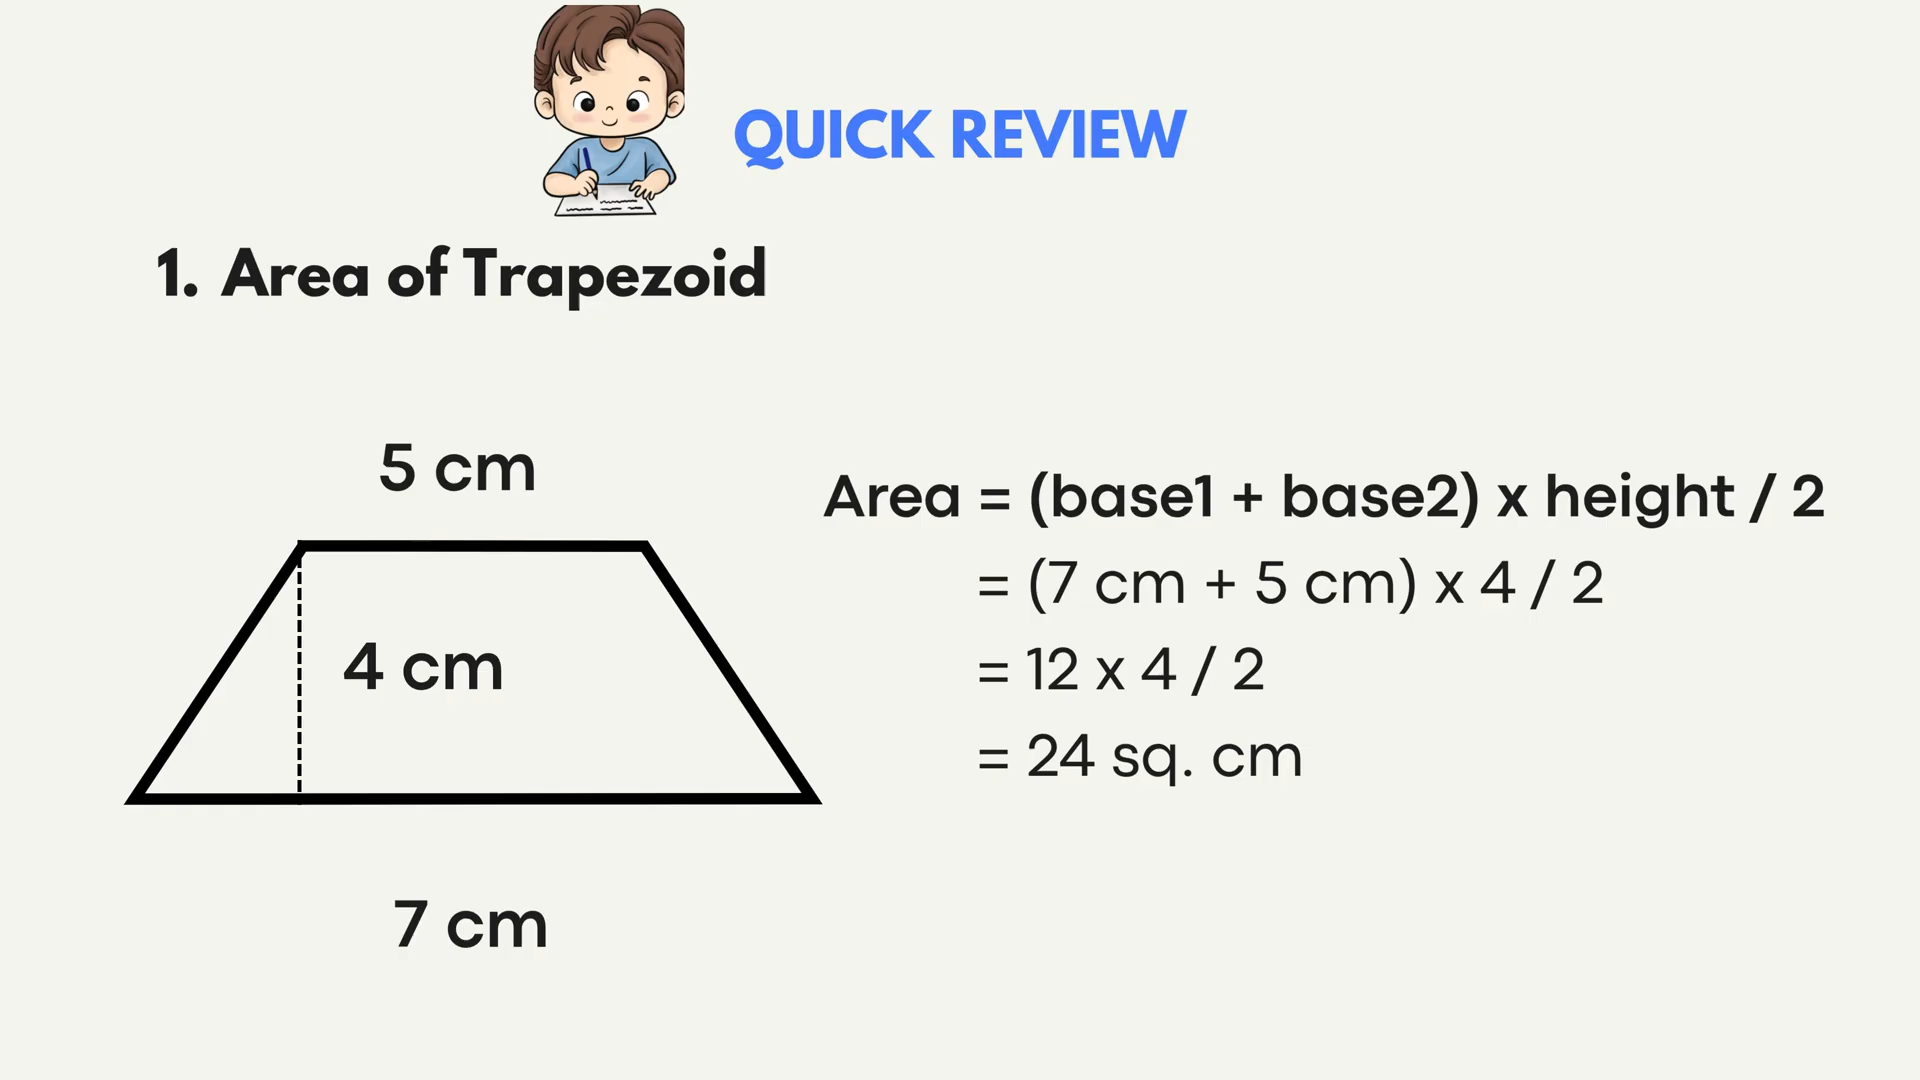 QUICK REVIEW
1. Area of Trapezoid
5 cm
4 cm
7 cm
Area = (base1 + base2) x height / 2
= (7 cm + 5 cm) x 4 / 2
= 12 x 4 / 2
= 24 sq. cm